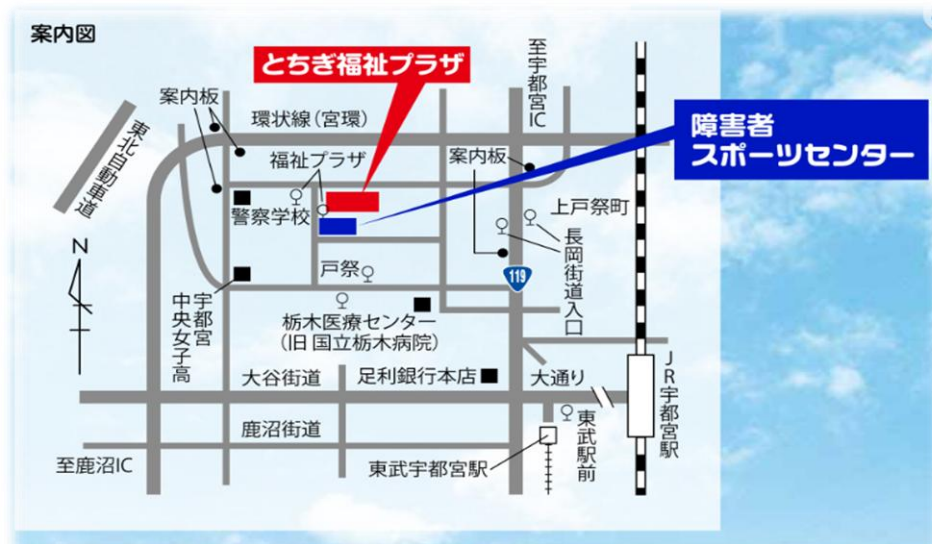 案内図
とちぎ福祉プラザ
至宇都宮IC
障害者
スポーツセンター
案内板
環状線（宮環）
東北自動車道
福祉プラザ
案内板
警察学校
上戸祭町
長岡街道入口
N
戸祭
119
宇都宮
中央女子高
栃木医療センター
（旧国立栃木病院）
大谷街道
足利銀行本店
大通り
JR宇都宮駅
鹿沼街道
東武駅前
至鹿沼IC
東武宇都宮駅